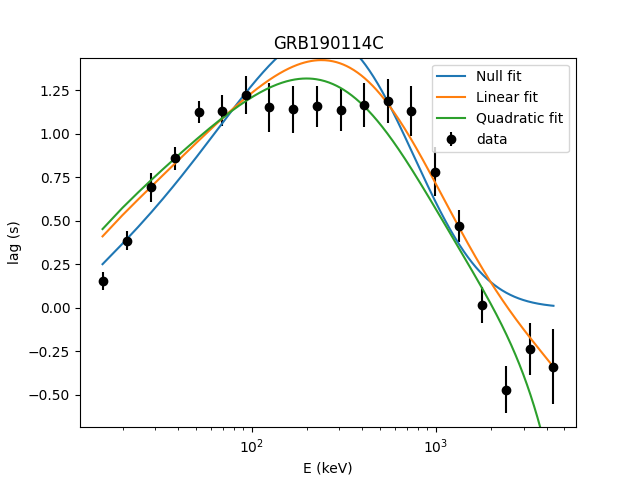 GRB190114C
lag (s)
1.25
1.00
0.75
0.50
0.25
0.00
−0.25
−0.50
Null fit
Linear fit
Quadratic fit
data
10²
10³
E (keV)